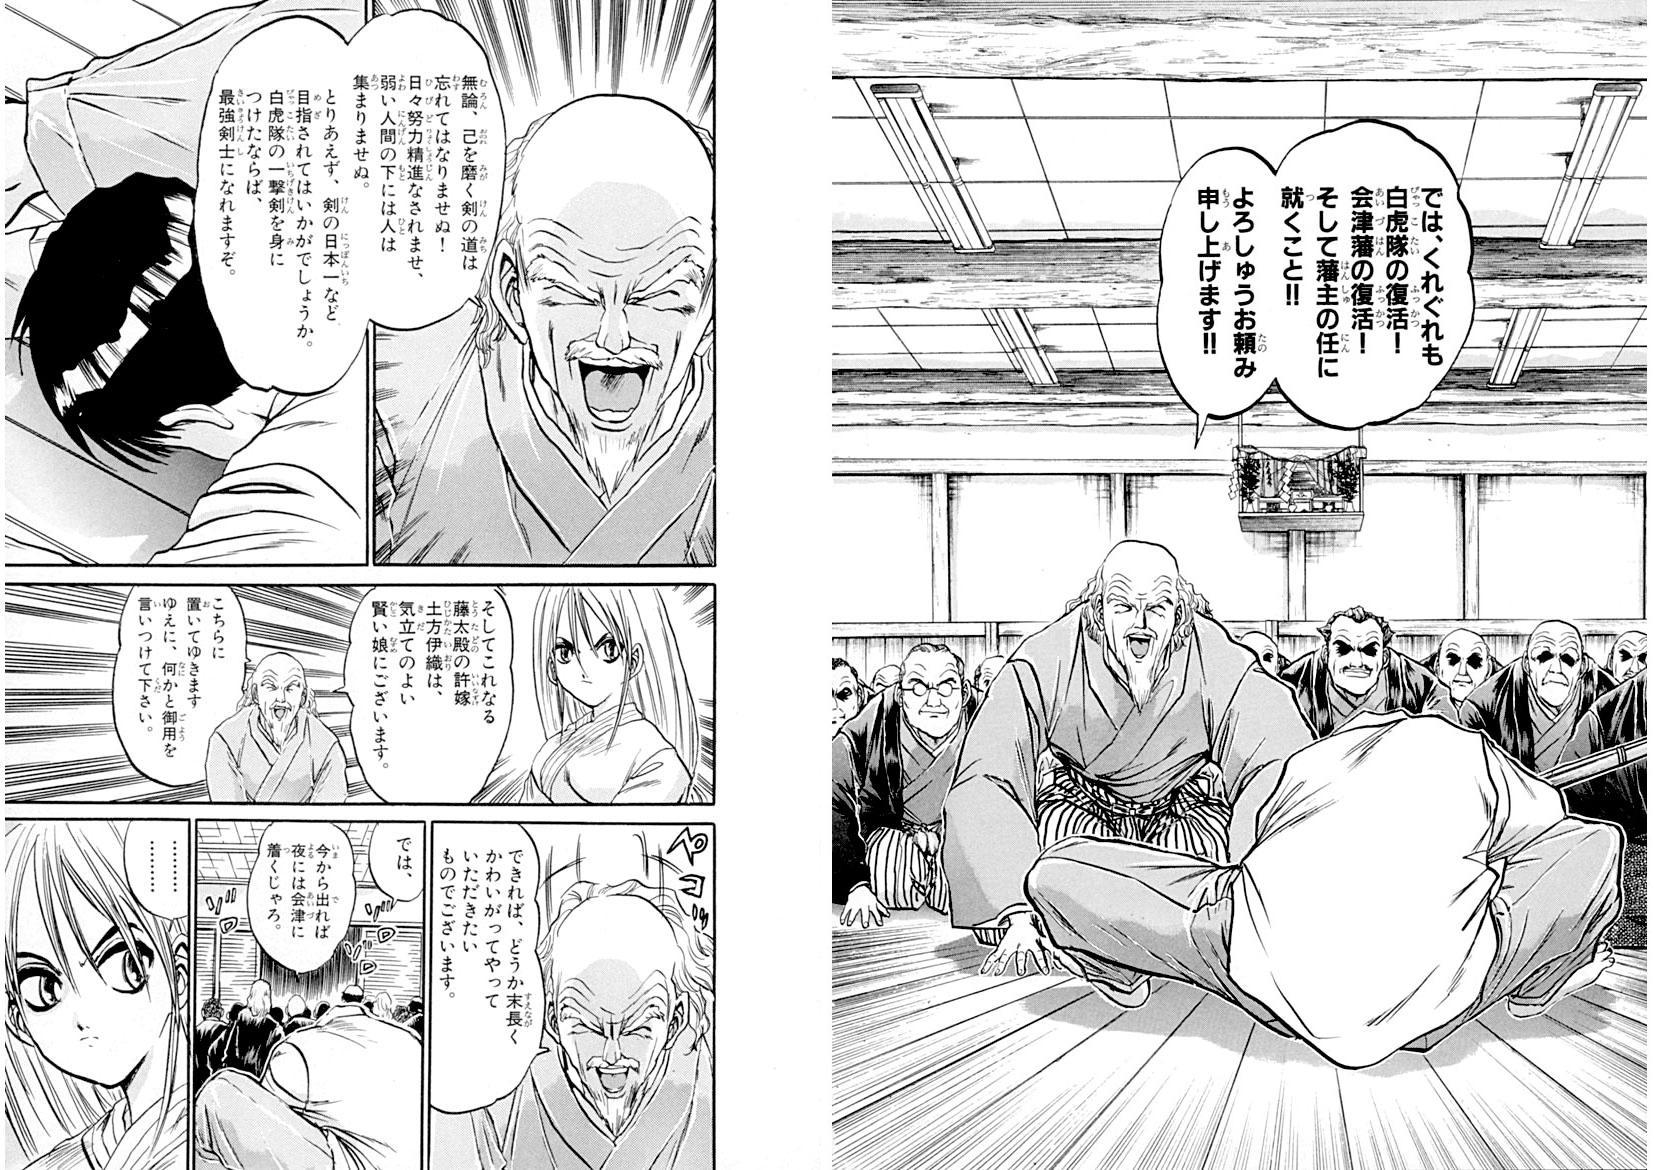 では、くれぐれも
白虎隊の復活!
会津藩の復活!
そして藩主の任に
就くこと!!
よろしゅうお頼み
申し上げます!!
無論、己を磨く剣の道は
忘れてはなりませぬ!
日々努力精進なされませ、
弱い人間の下には人は
集まりませぬ。
とりあえず、剣の日本一など
目指されてはいかがでしょうか。
白虎隊の一撃剣を身に
つけたならば、
最強剣士になれますぞ。
そしてこれなる
藤太殿の許嫁
土方伊織は、
気立てのよい
賢い娘にございます。
こちらに
置いてゆきます
ゆえに、何かと御用を
言いつけて下さい。
ペコ
できれば、どうか末長く
かわいがってやって
いただきたい
ものでございます。
では、
今から出れば
夜には会津に
着くじゃろ。
ゾロ
ゾロ
…………
…………